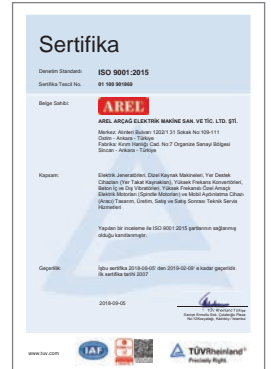 Sertifika
Denetim Standardı ISO 9001:2015
Sertifika Tescil No. 01 100 901869
Belge Sahibi:
AREL
AREL ARÇAĞ ELEKTRİK MAKİNE SAN. VE TİC. LTD. ŞTİ.
Merkez: Alınteri Bulvarı 1202/1 31 Sokak No:109-111
Ostim - Ankara - Türkiye
Fabrika: Kırım Hanlığı Cad. No:7 Organize Sanayi Bölgesi
Sincan - Ankara - Türkiye
Kapsam: Elektrik Jeneratörleri, Özel Kaynak Makineleri, Yer Destek
Cihazları (Yer Takat Kaynakları), Yüksek Frekans Konvertörleri,
Beton İç ve Dış Vibratörleri, Yüksek Frekanslı Özel Amaçlı
Elektrik Motorları (Spindle Motorları) ve Mobil Aydınlatma Cihazı
(Aracı) Tasarım, Üretim, Satış ve Satış Sonrası Teknik Servis
Hizmetleri
Yapılan bir inceleme ile ISO 9001:2015 şartlarının sağlanmış
olduğu kanıtlanmıştır.
Geçerlilik: İşbu sertifika 2018-09-05' den 2019-02-09' e kadar geçerlidir.
İlk sertifika tarihi 2007
2018-09-05
TÜV Rheinland Türkiye
www.tuv.com
IAF
TÜVRheinland®
Precisely Right.